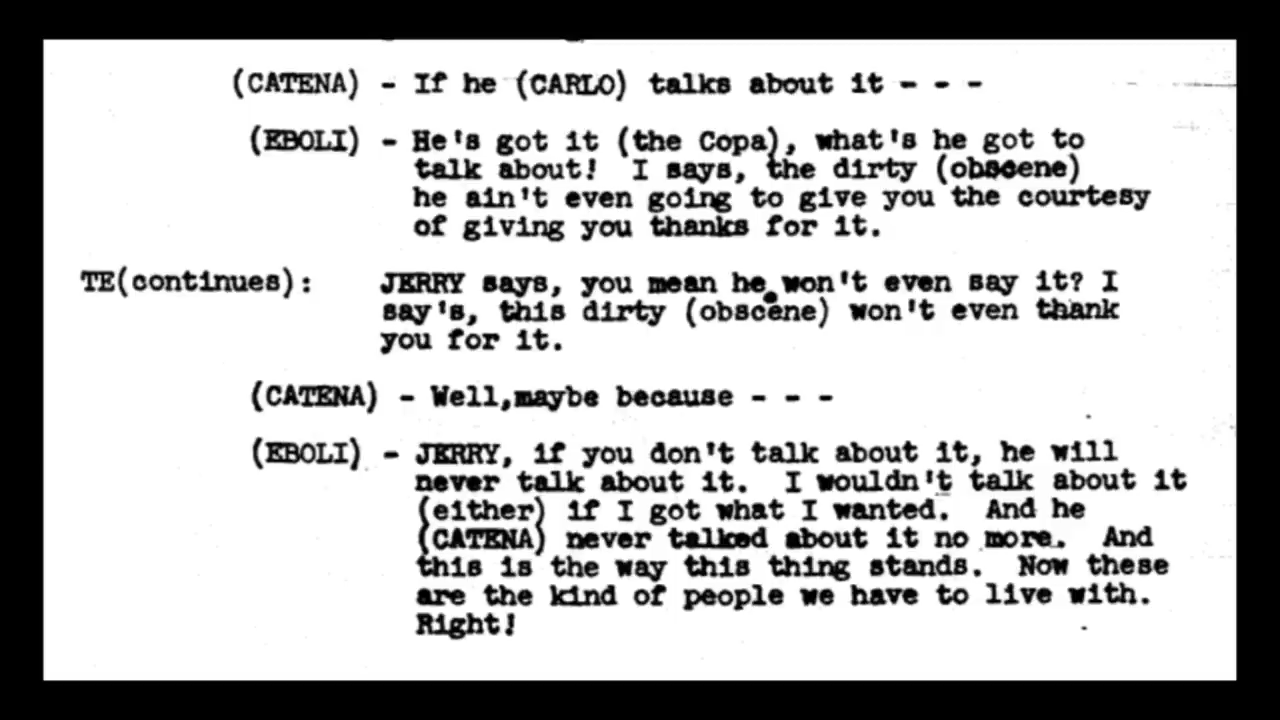 (CATENA) - If he (CARLO) talks about it - - -
(EBOLI) - He's got it (the Copa), what's he got to
talk about! I says, the dirty (obscene)
he ain't even going to give you the courtesy
of giving you thanks for it.
TE(continues): JERRY says, you mean he won't even say it? I
say's, this dirty (obscene) won't even thank
you for it.
(CATENA) - Well,maybe because - - -
(EBOLI) - JERRY, if you don't talk about it, he will
never talk about it. I wouldn't talk about it
(either) if I got what I wanted. And he
(CATENA) never talked about it no more. And
this is the way this thing stands. Now these
are the kind of people we have to live with.
Right!